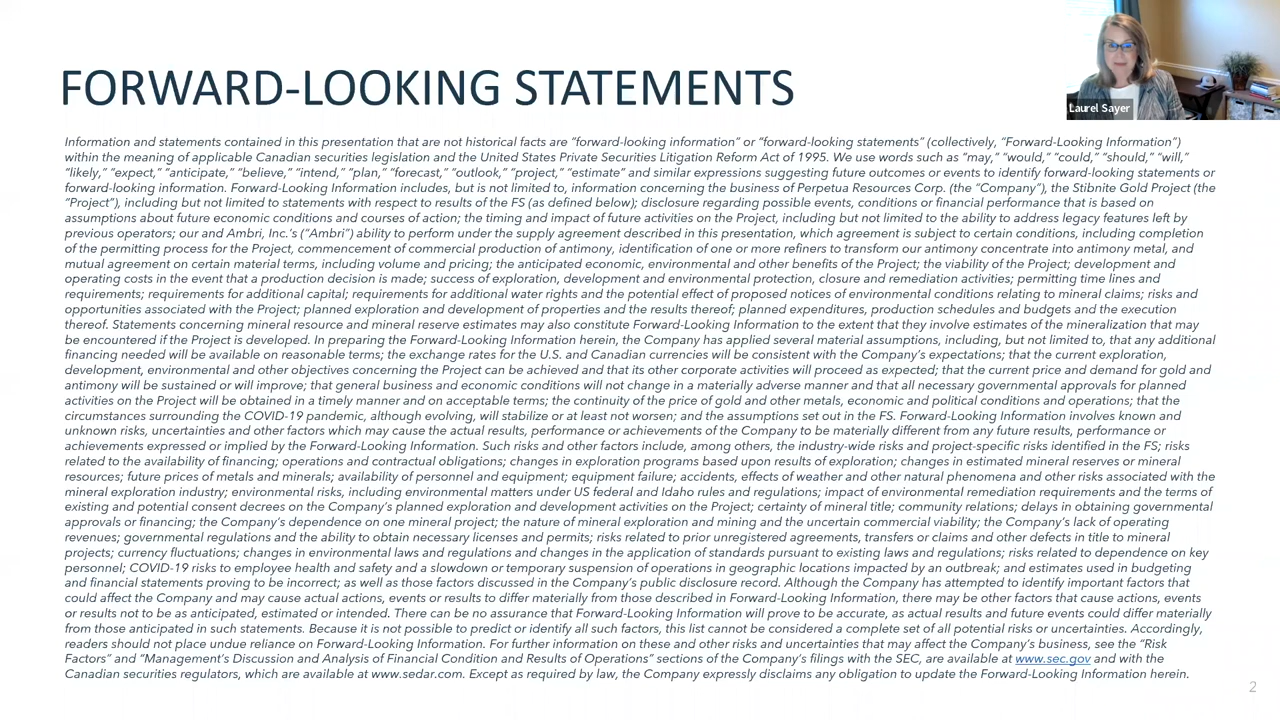 FORWARD-LOOKING STATEMENTS
Laurel Sayer
Information and statements contained in this presentation that are not historical facts are “forward-looking information” or “forward-looking statements” (collectively, “Forward-Looking Information”)
within the meaning of applicable Canadian securities legislation and the United States Private Securities Litigation Reform Act of 1995. We use words such as “may,” “would,” “could,” “should,” “will,”
“likely,” “expect,” “anticipate,” “believe,” “intend,” “plan,” “forecast,” “outlook,” “project,” “estimate” and similar expressions suggesting future outcomes or events to identify forward-looking statements or
forward-looking information. Forward-Looking Information includes, but is not limited to, information concerning the business of Perpetua Resources Corp. (the “Company”), the Stibnite Gold Project (the
“Project”), including but not limited to statements with respect to results of the FS (as defined below); disclosure regarding possible events, conditions or financial performance that is based on
assumptions about future economic conditions and courses of action; the timing and impact of future activities on the Project, including but not limited to the ability to address legacy features left by
previous operators; our and Ambri, Inc.’s (“Ambri”) ability to perform under the supply agreement described in this presentation, which agreement is subject to certain conditions, including completion
of the permitting process for the Project, commencement of commercial production of antimony, identification of one or more refiners to transform our antimony concentrate into antimony metal, and
mutual agreement on certain material terms, including volume and pricing; the anticipated economic, environmental and other benefits of the Project; the viability of the Project; development and
operating costs in the event that a production decision is made; success of exploration, development and environmental protection, closure and remediation activities; permitting time lines and
requirements; requirements for additional capital; requirements for additional water rights and the potential effect of proposed notices of environmental conditions relating to mineral claims; risks and
opportunities associated with the Project; planned exploration and development of properties and the results thereof; planned expenditures, production schedules and budgets and the execution
thereof. Statements concerning mineral resource and mineral reserve estimates may also constitute Forward-Looking Information to the extent that they involve estimates of the mineralization that may
be encountered if the Project is developed. In preparing the Forward-Looking Information herein, the Company has applied several material assumptions, including, but not limited to, that any additional
financing needed will be available on reasonable terms; the exchange rates for the U.S. and Canadian currencies will be consistent with the Company’s expectations; that the current exploration,
development, environmental and other objectives concerning the Project can be achieved and that its other corporate activities will proceed as expected; that the current price and demand for gold and
antimony will be sustained or will improve; that general business and economic conditions will not change in a materially adverse manner and that all necessary governmental approvals for planned
activities on the Project will be obtained in a timely manner and on acceptable terms; the continuity of the price of gold and other metals, economic and political conditions and operations; that the
circumstances surrounding the COVID-19 pandemic, although evolving, will stabilize or at least not worsen; and the assumptions set out in the FS. Forward-Looking Information involves known and
unknown risks, uncertainties and other factors which may cause the actual results, performance or achievements of the Company to be materially different from any future results, performance or
achievements expressed or implied by the Forward-Looking Information. Such risks and other factors include, among others, the industry-wide risks and project-specific risks identified in the FS; risks
related to the availability of financing; operations and contractual obligations; changes in exploration programs based upon results of exploration; changes in estimated mineral reserves or mineral
resources; future prices of metals and minerals; availability of personnel and equipment; equipment failure; accidents, effects of weather and other natural phenomena and other risks associated with the
mineral exploration industry; environmental risks, including environmental matters under US federal and Idaho rules and regulations; impact of environmental remediation requirements and the terms of
existing and potential consent decrees on the Company’s planned exploration and development activities on the Project; certainty of mineral title; community relations; delays in obtaining governmental
approvals or financing; the Company’s dependence on one mineral project; the nature of mineral exploration and mining and the uncertain commercial viability; the Company’s lack of operating
revenues; governmental regulations and the ability to obtain necessary licenses and permits; risks related to prior unregistered agreements, transfers or claims and other defects in title to mineral
projects; currency fluctuations; changes in environmental laws and regulations and changes in the application of standards pursuant to existing laws and regulations; risks related to dependence on key
personnel; COVID-19 risks to employee health and safety and a slowdown or temporary suspension of operations in geographic locations impacted by an outbreak; and estimates used in budgeting
and financial statements proving to be incorrect; as well as those factors discussed in the Company’s public disclosure record. Although the Company has attempted to identify important factors that
could affect the Company and may cause actual actions, events or results to differ materially from those described in Forward-Looking Information, there may be other factors that cause actions, events
or results not to be as anticipated, estimated or intended. There can be no assurance that Forward-Looking Information will prove to be accurate, as actual results and future events could differ materially
from those anticipated in such statements. Because it is not possible to predict or identify all such factors, this list cannot be considered a complete set of all potential risks or uncertainties. Accordingly,
readers should not place undue reliance on Forward-Looking Information. For further information on these and other risks and uncertainties that may affect the Company’s business, see the “Risk
Factors” and “Management’s Discussion and Analysis of Financial Condition and Results of Operations” sections of the Company’s filings with the SEC, are available at www.sec.gov and with the
Canadian securities regulators, which are available at www.sedar.com. Except as required by law, the Company expressly disclaims any obligation to update the Forward-Looking Information herein.
2